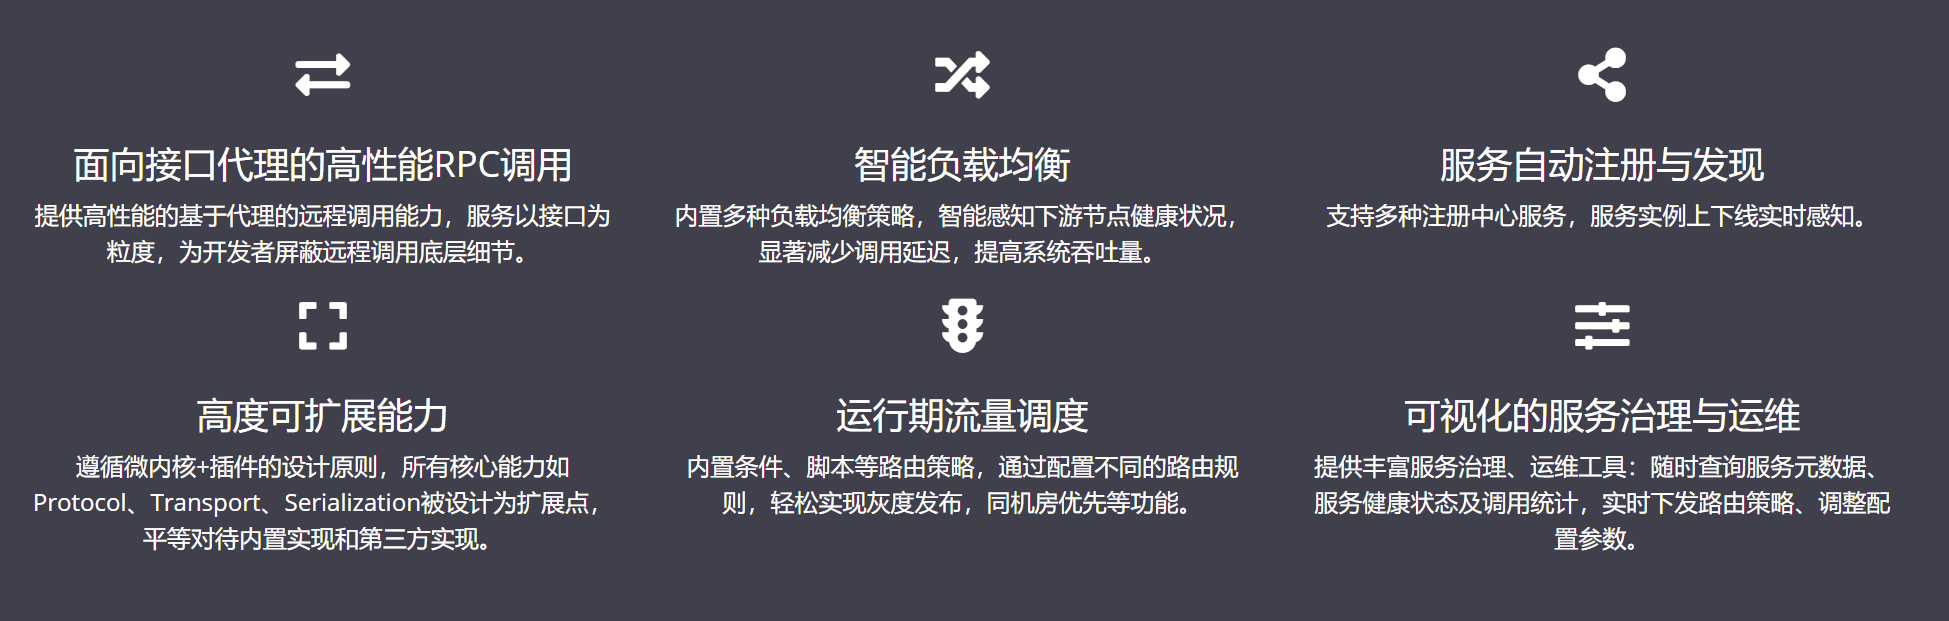 面向接口代理的高性能RPC调用
提供高性能的基于代理的远程调用能力，服务以接口为
粒度，为开发者屏蔽远程调用底层细节。
智能负载均衡
内置多种负载均衡策略，智能感知下游节点健康状况，
显著减少调用延迟，提高系统吞吐量。
服务自动注册与发现
支持多种注册中心服务，服务实例上下线实时感知。
高度可扩展能力
遵循微内核+插件的设计原则，所有核心能力如
Protocol、Transport、Serialization被设计为扩展点，
平等对待内置实现和第三方实现。
运行期流量调度
内置条件、脚本等路由策略，通过配置不同的路由规
则，轻松实现灰度发布，同机房优先等功能。
可视化的服务治理与运维
提供丰富服务治理、运维工具：随时查询服务元数据、
服务健康状态及调用统计，实时下发路由策略、调整配
置参数。